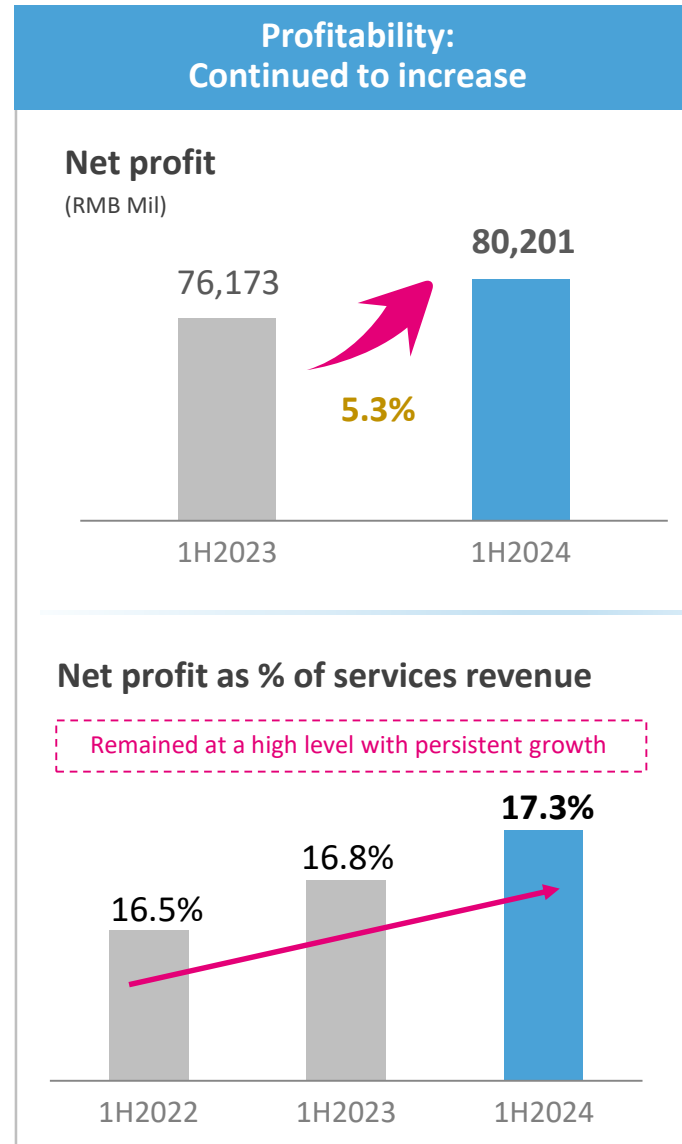 Profitability:
Continued to increase
Net profit
(RMB Mil)
80,201
76,173
5.3%
1H2023
1H2024
Net profit as % of services revenue
Remained at a high level with persistent growth
17.3%
16.8%
16.5%
1H2022
1H2023
1H2024